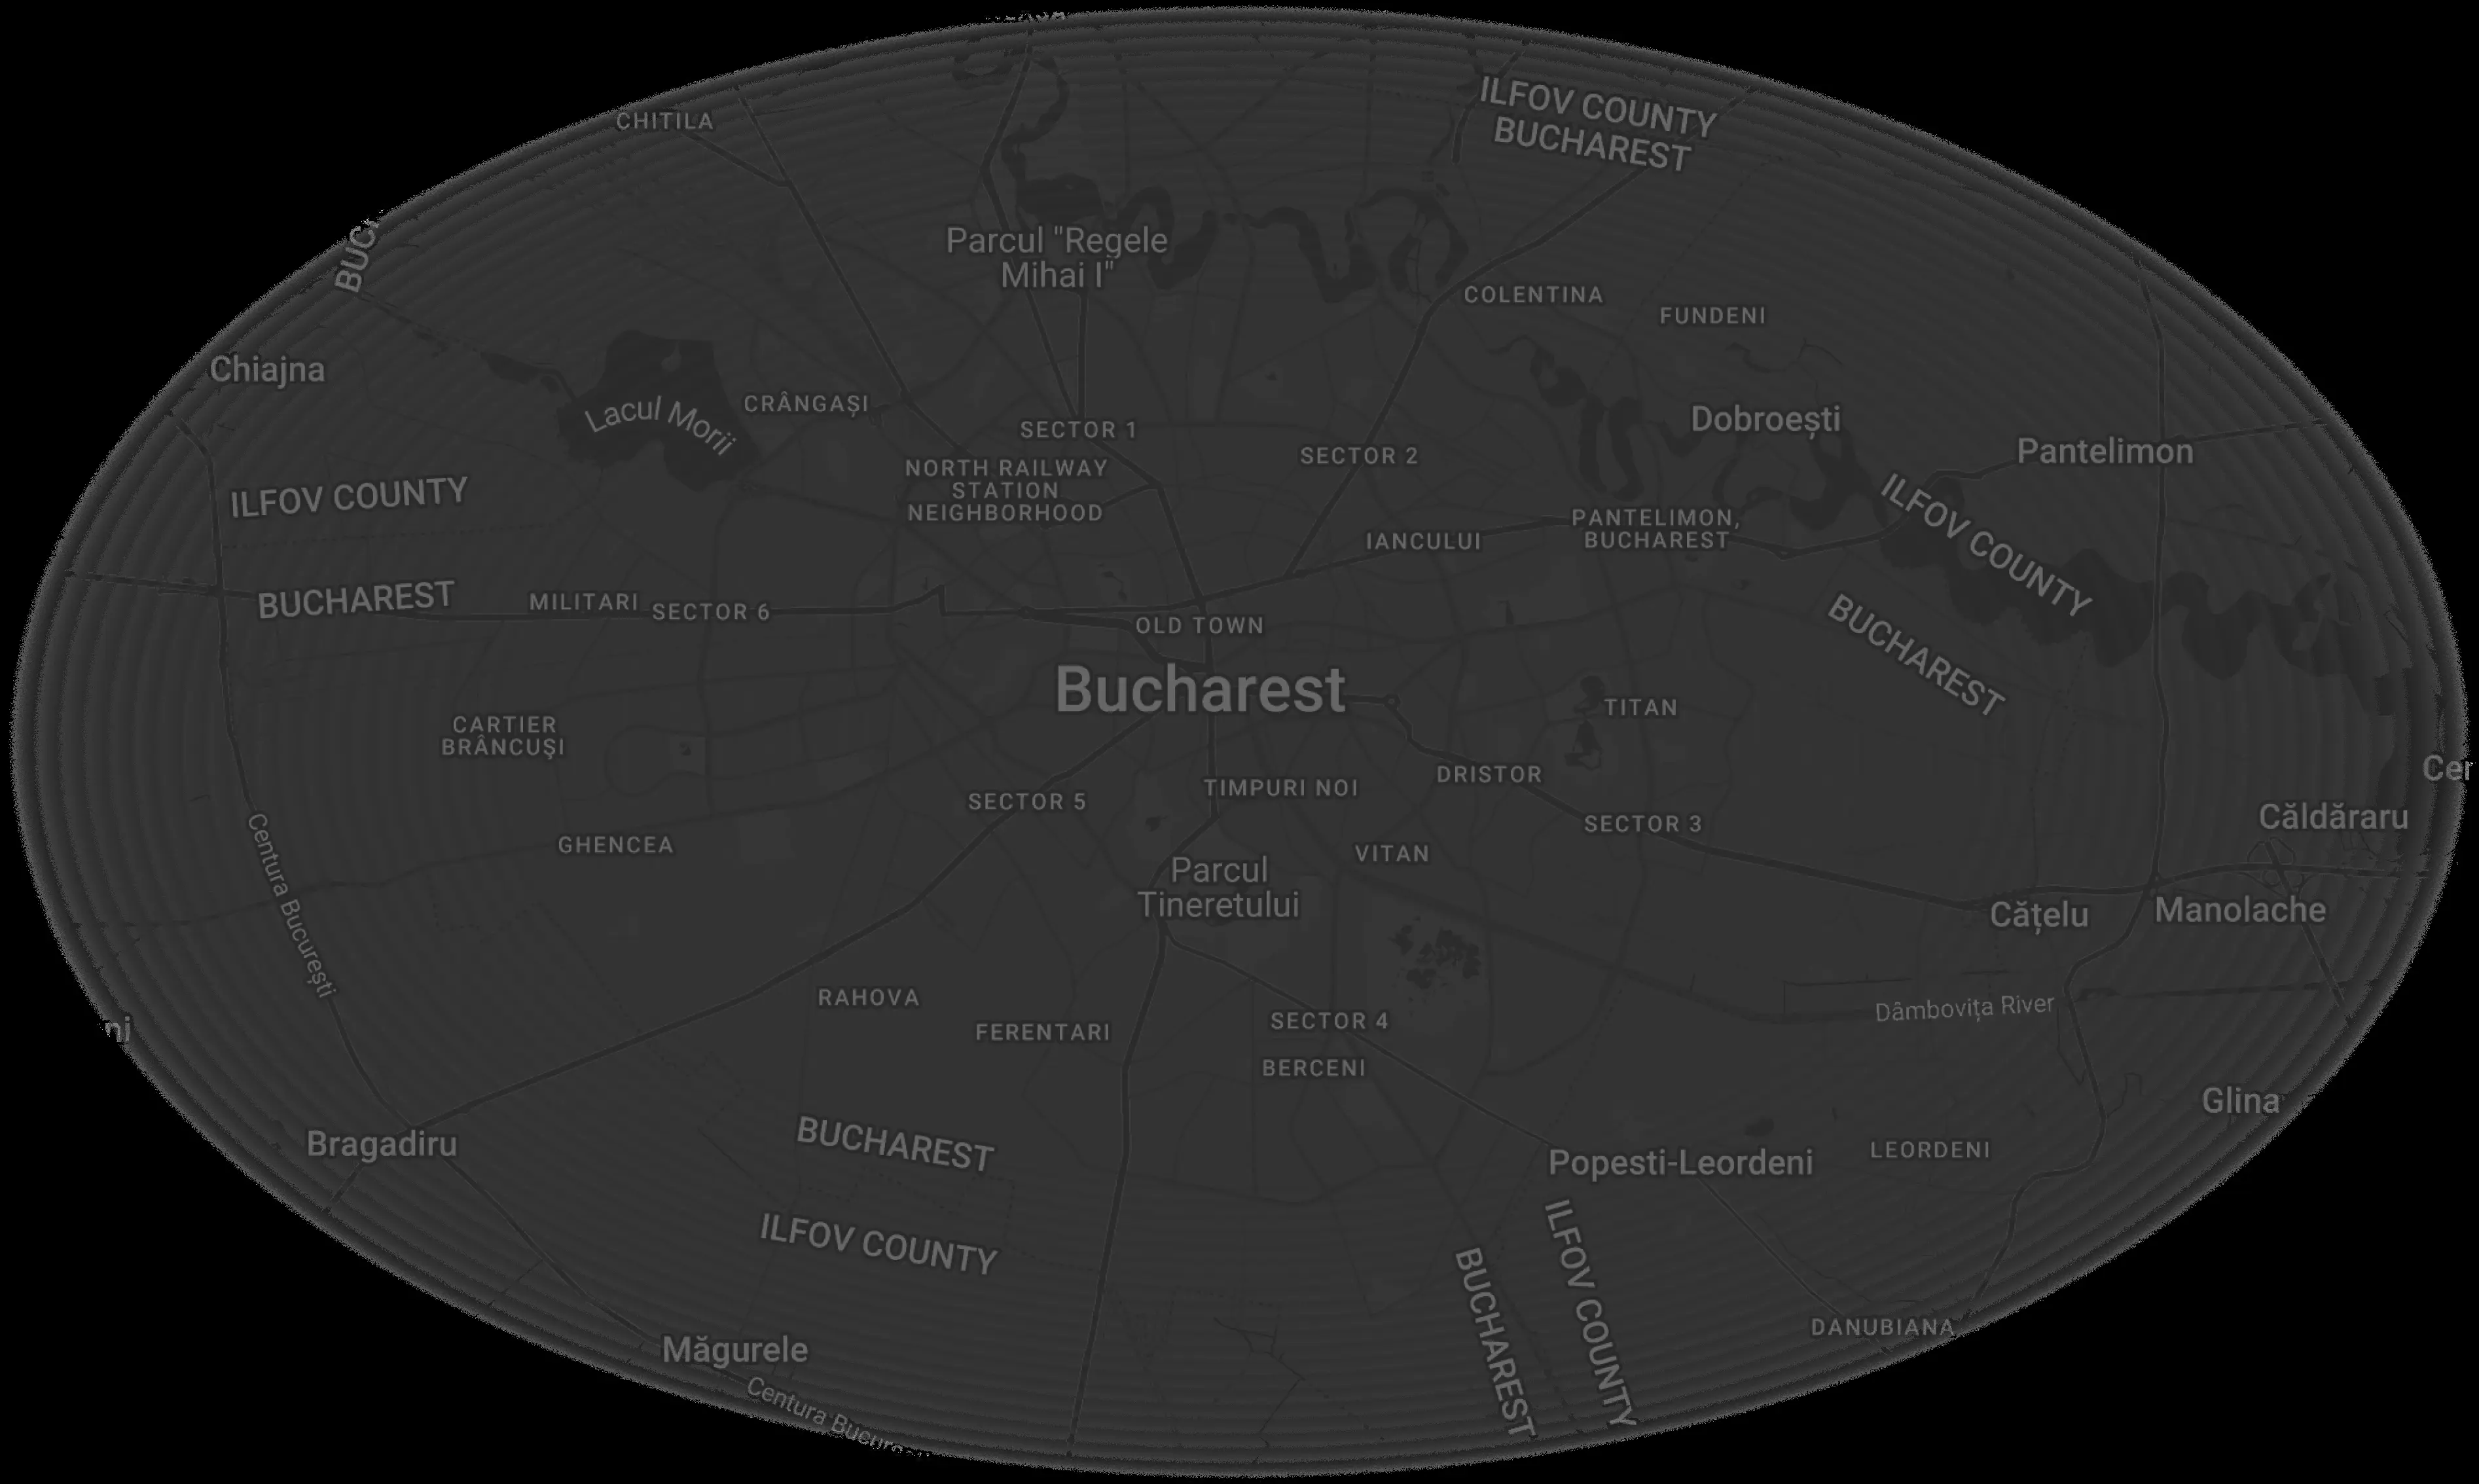 ILFOV COUNTY
BUCHAREST
CHITILA
Parcul "Regele
Mihai I"
COLENTINA
FUNDENI
Chiajna
Lacul Morii
CRÂNGAȘI
SECTOR 1
Dobroești
Pantelimon
SECTOR 2
NORTH RAILWAY
STATION
NEIGHBORHOOD
ILFOV COUNTY
IANCULUI
PANTELIMON,
BUCHAREST
ILFOV COUNTY
BUCHAREST
MILITARI
SECTOR 6
OLD TOWN
BUCHAREST
Bucharest
TITAN
CARTIER
BRÂNCUȘI
DRISTOR
TIMPURI NOI
SECTOR 5
SECTOR 3
Căldăraru
GHENCEA
VITAN
Parcul
Tineretului
Centura București
Cățelu
Manolache
RAHOVA
Dâmbovița River
SECTOR 4
FERENTARI
BERCENI
Glina
Bragadiru
BUCHAREST
Popesti-Leordeni
LEORDENI
ILFOV COUNTY
ILFOV COUNTY
BUCHAREST
DANUBIANA
Măgurele
Centura